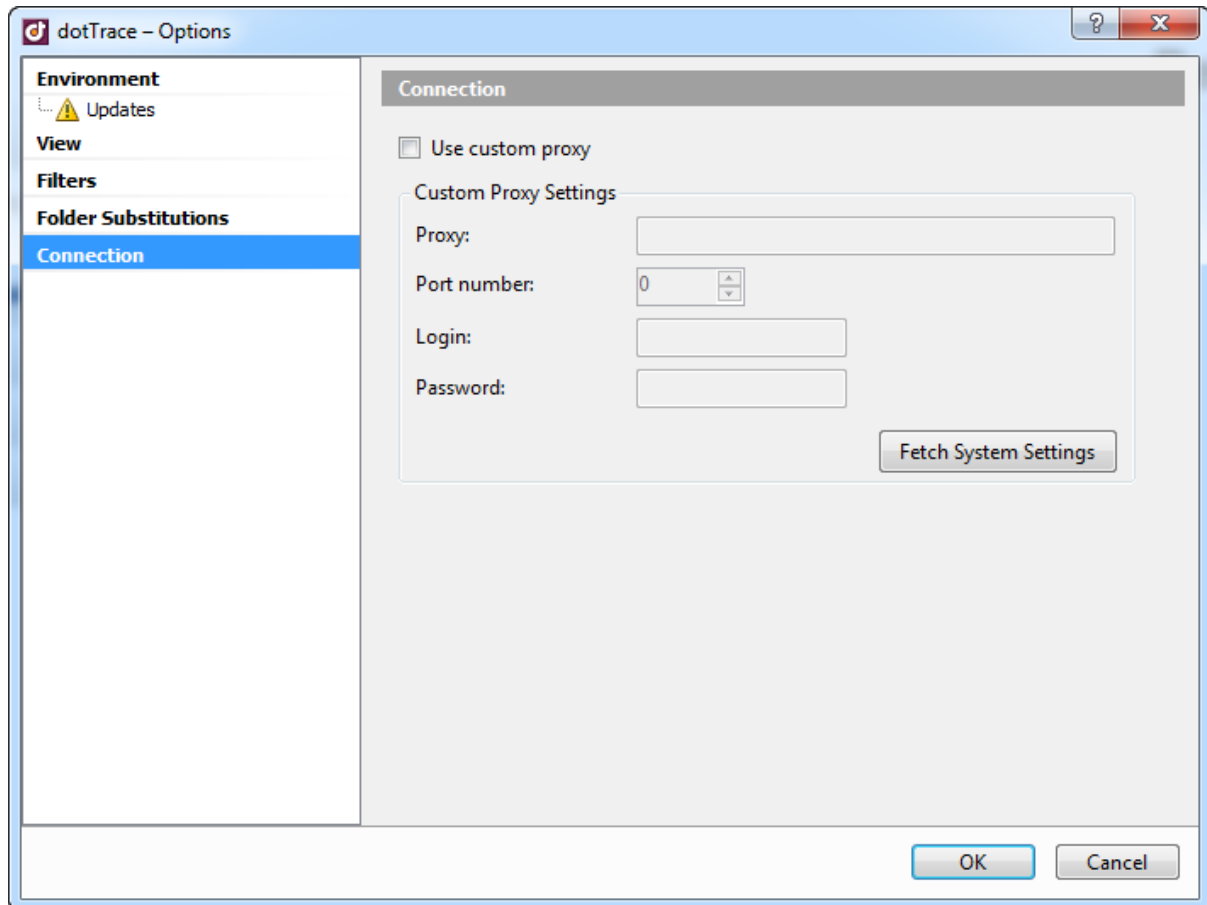 dotTrace – Options
Environment
Updates
View
Filters
Folder Substitutions
Connection
Connection
Use custom proxy
Custom Proxy Settings
Proxy:
Port number: 0
Login:
Password:
Fetch System Settings
OK Cancel